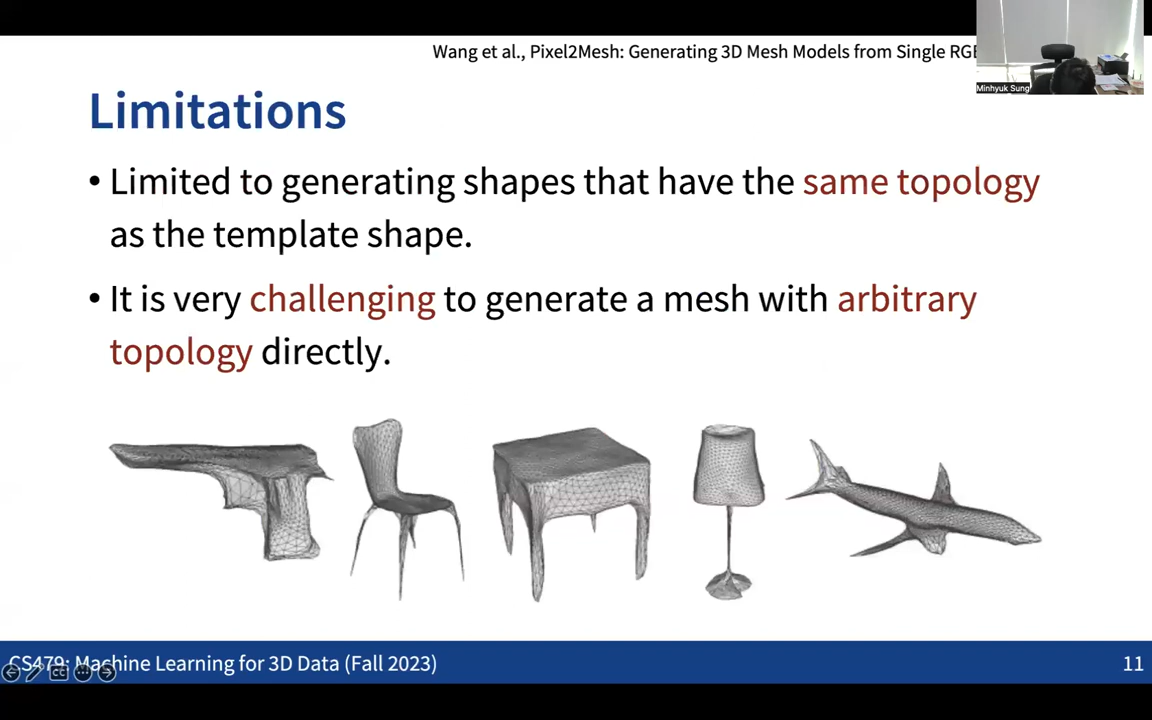 Wang et al., Pixel2Mesh: Generating 3D Mesh Models from Single
Minhyuk Sung
Limitations
• Limited to generating shapes that have the same topology
as the template shape.
• It is very challenging to generate a mesh with arbitrary
topology directly.
CS479: Machine Learning for 3D Data (Fall 2023)
11